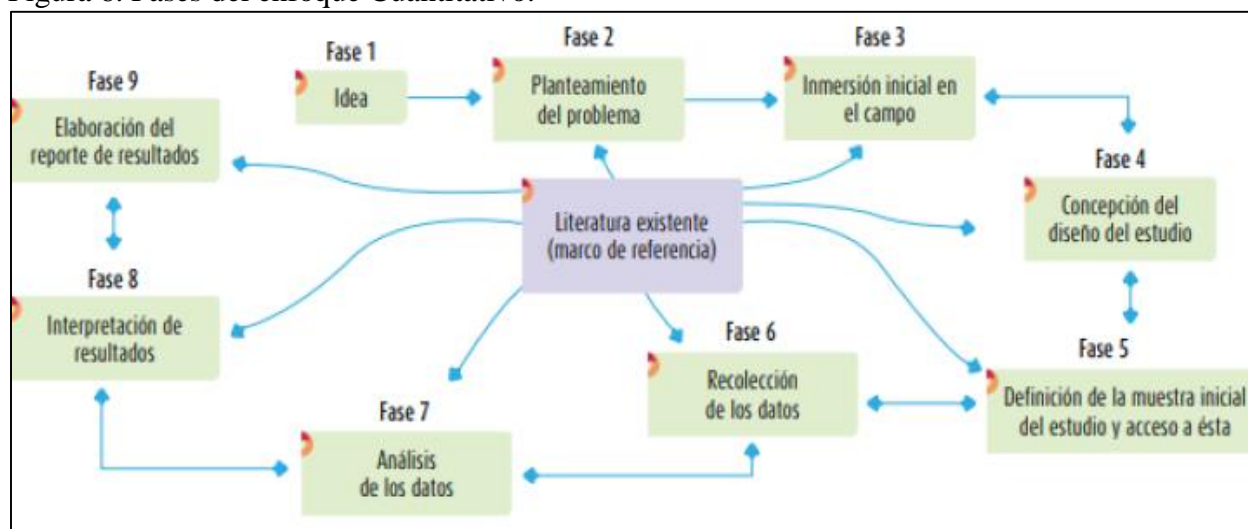 Figura 6. Fases del enfoque Cuantitativo.
Fase 1
Idea
Fase 2
Planteamiento
del problema
Fase 3
Inmersión inicial en
el campo
Fase 4
Concepción del
diseño del estudio
Fase 5
Definición de la muestra inicial
del estudio y acceso a ésta
Fase 6
Recolección
de los datos
Fase 7
Análisis
de los datos
Fase 8
Interpretación de
resultados
Fase 9
Elaboración del
reporte de resultados
Literatura existente
(marco de referencia)